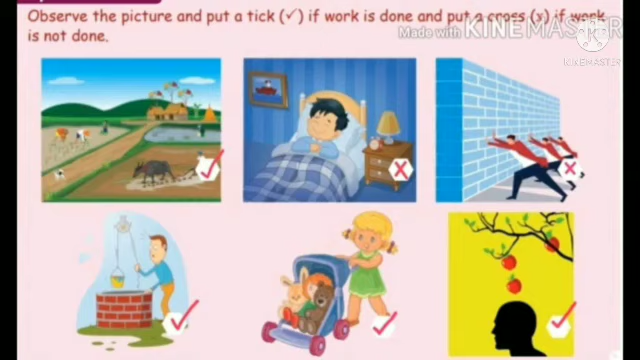 Observe the picture and put a tick (✓) if work is done and put a cross (x) if work
is not done.
Made with KINEMASTER
KINEMASTER